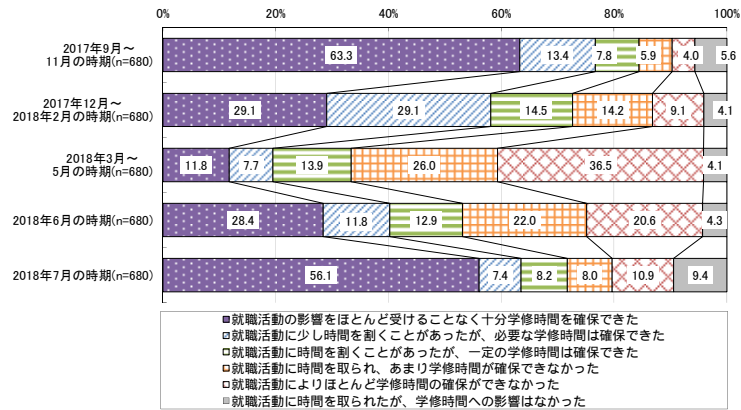 0% 20% 40% 60% 80% 100%
2017年9月～
11月の時期(n=680)
63.3 13.4 7.8 5.9 4.0 5.6
2017年12月～
2018年2月の時期(n=680)
29.1 29.1 14.5 14.2 9.1 4.1
2018年3月～
5月の時期(n=680)
11.8 7.7 13.9 26.0 36.5 4.1
2018年6月の時期(n=680)
28.4 11.8 12.9 22.0 20.6 4.3
2018年7月の時期(n=680)
56.1 7.4 8.2 8.0 10.9 9.4
就職活動の影響をほとんど受けることなく十分学修時間を確保できた
就職活動に少し時間を割くことがあったが、必要な学修時間は確保できた
就職活動に時間を割くことがあったが、一定の学修時間は確保できた
就職活動に時間を取られ、あまり学修時間が確保できなかった
就職活動によりほとんど学修時間の確保ができなかった
就職活動に時間を取られたが、学修時間への影響はなかった